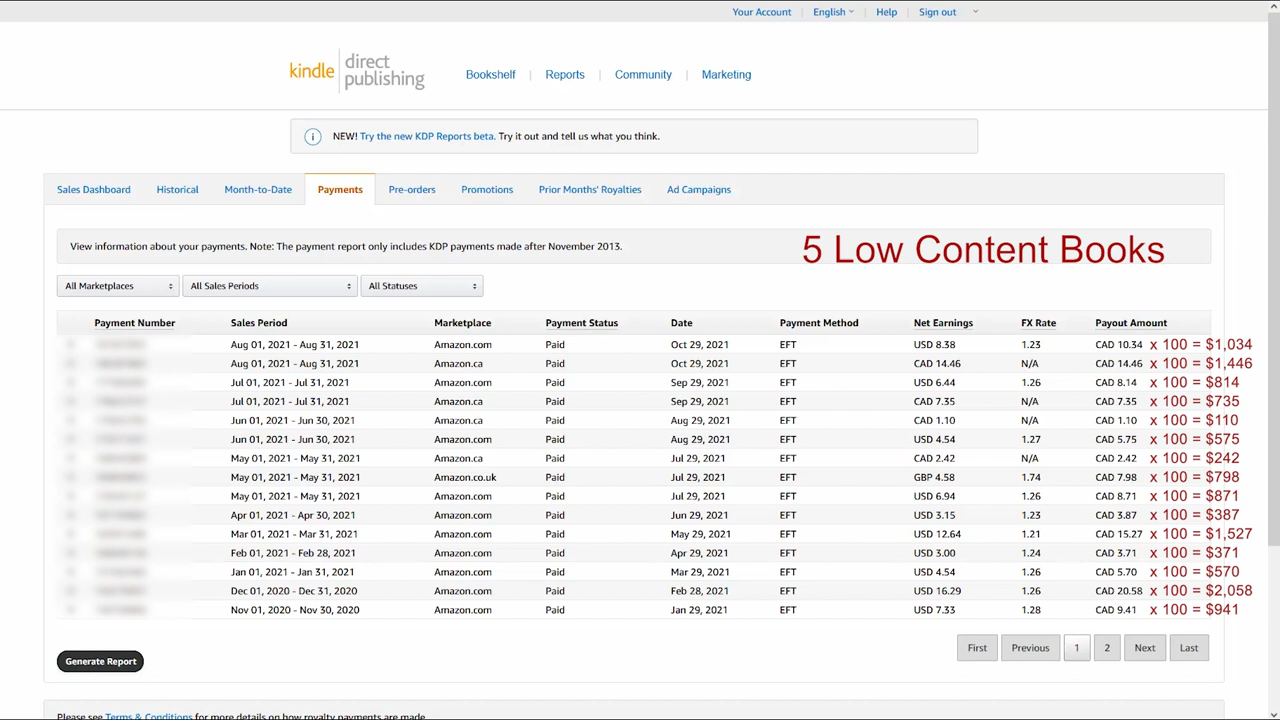 Your Account English Help Sign out
kindle direct publishing
Bookshelf Reports Community Marketing
NEW! Try the new KDP Reports beta. Try it out and tell us what you think.
Sales Dashboard Historical Month-to-Date Payments Pre-orders Promotions Prior Months' Royalties Ad Campaigns
View information about your payments. Note: The payment report only includes KDP payments made after November 2013.
5 Low Content Books
All Marketplaces All Sales Periods All Statuses
Payment Number Sales Period Marketplace Payment Status Date Payment Method Net Earnings FX Rate Payout Amount
Aug 01, 2021 - Aug 31, 2021 Amazon.com Paid Oct 29, 2021 EFT USD 8.38 1.23 CAD 10.34 x 100 = $1,034
Aug 01, 2021 - Aug 31, 2021 Amazon.ca Paid Oct 29, 2021 EFT CAD 14.46 N/A CAD 14.46 x 100 = $1,446
Jul 01, 2021 - Jul 31, 2021 Amazon.com Paid Sep 29, 2021 EFT USD 6.44 1.26 CAD 8.14 x 100 = $814
Jul 01, 2021 - Jul 31, 2021 Amazon.ca Paid Sep 29, 2021 EFT CAD 7.35 N/A CAD 7.35 x 100 = $735
Jun 01, 2021 - Jun 30, 2021 Amazon.ca Paid Aug 29, 2021 EFT CAD 1.10 N/A CAD 1.10 x 100 = $110
Jun 01, 2021 - Jun 30, 2021 Amazon.com Paid Aug 29, 2021 EFT USD 4.54 1.27 CAD 5.75 x 100 = $575
May 01, 2021 - May 31, 2021 Amazon.ca Paid Jul 29, 2021 EFT CAD 2.42 N/A CAD 2.42 x 100 = $242
May 01, 2021 - May 31, 2021 Amazon.co.uk Paid Jul 29, 2021 EFT GBP 4.58 1.74 CAD 7.98 x 100 = $798
May 01, 2021 - May 31, 2021 Amazon.com Paid Jul 29, 2021 EFT USD 6.94 1.26 CAD 8.71 x 100 = $871
Apr 01, 2021 - Apr 30, 2021 Amazon.com Paid Jun 29, 2021 EFT USD 3.15 1.23 CAD 3.87 x 100 = $387
Mar 01, 2021 - Mar 31, 2021 Amazon.com Paid May 29, 2021 EFT USD 12.64 1.21 CAD 15.27 x 100 = $1,527
Feb 01, 2021 - Feb 28, 2021 Amazon.com Paid Apr 29, 2021 EFT USD 3.00 1.24 CAD 3.71 x 100 = $371
Jan 01, 2021 - Jan 31, 2021 Amazon.com Paid Mar 29, 2021 EFT USD 4.54 1.26 CAD 5.70 x 100 = $570
Dec 01, 2020 - Dec 31, 2020 Amazon.com Paid Feb 28, 2021 EFT USD 16.29 1.26 CAD 20.58 x 100 = $2,058
Nov 01, 2020 - Nov 30, 2020 Amazon.com Paid Jan 29, 2021 EFT USD 7.33 1.28 CAD 9.41 x 100 = $941
First Previous 1 2 Next Last
Generate Report
Please see Terms & Conditions for more details on how royalty payments are made.